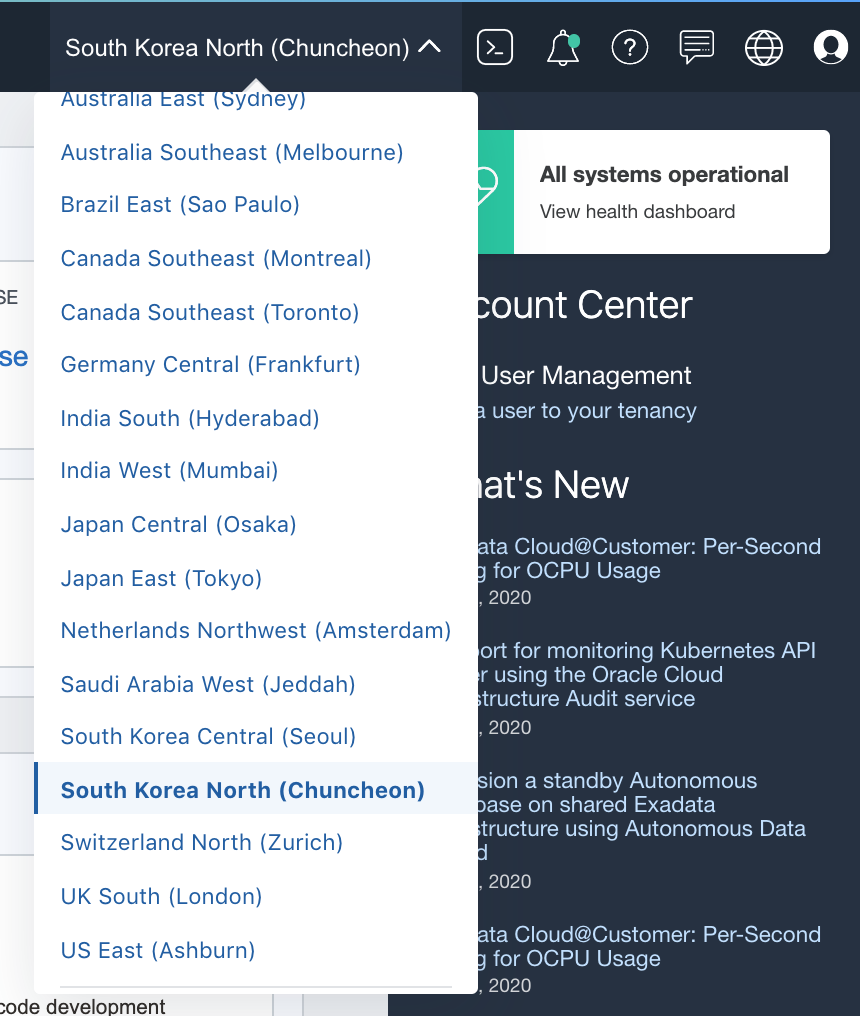 South Korea North (Chuncheon)
Australia East (Sydney)
Australia Southeast (Melbourne)
Brazil East (Sao Paulo)
Canada Southeast (Montreal)
Canada Southeast (Toronto)
Germany Central (Frankfurt)
India South (Hyderabad)
India West (Mumbai)
Japan Central (Osaka)
Japan East (Tokyo)
Netherlands Northwest (Amsterdam)
Saudi Arabia West (Jeddah)
South Korea Central (Seoul)
South Korea North (Chuncheon)
Switzerland North (Zurich)
UK South (London)
US East (Ashburn)
SE
se
code development
All systems operational
View health dashboard
count Center
User Management
a user to your tenancy
at's New
ata Cloud@Customer: Per-Second
g for OCPU Usage
, 2020
ort for monitoring Kubernetes API
er using the Oracle Cloud
structure Audit service
, 2020
sion a standby Autonomous
base on shared Exadata
structure using Autonomous Data
d
, 2020
ata Cloud@Customer: Per-Second
g for OCPU Usage
, 2020